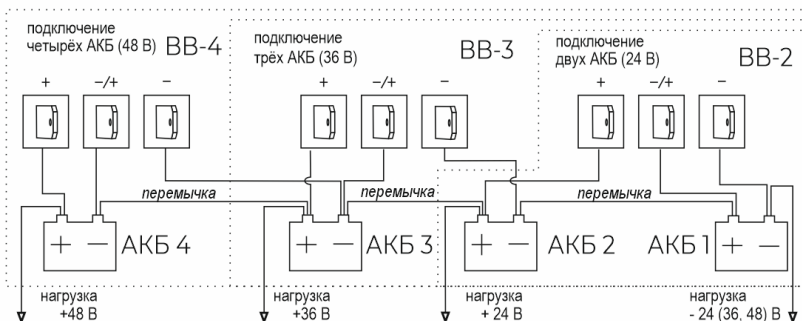 подключение
четырёх АКБ (48 В)
ВВ-4
подключение
трёх АКБ (36 В)
ВВ-3
подключение
двух АКБ (24 В)
ВВ-2
+ −/+ −
+ −/+ −
+ −/+ −
перемычка
перемычка
перемычка
+ − АКБ 4
+ − АКБ 3
+ − АКБ 2
АКБ 1 + −
нагрузка
+48 В
нагрузка
+36 В
нагрузка
+ 24 В
нагрузка
- 24 (36, 48) В